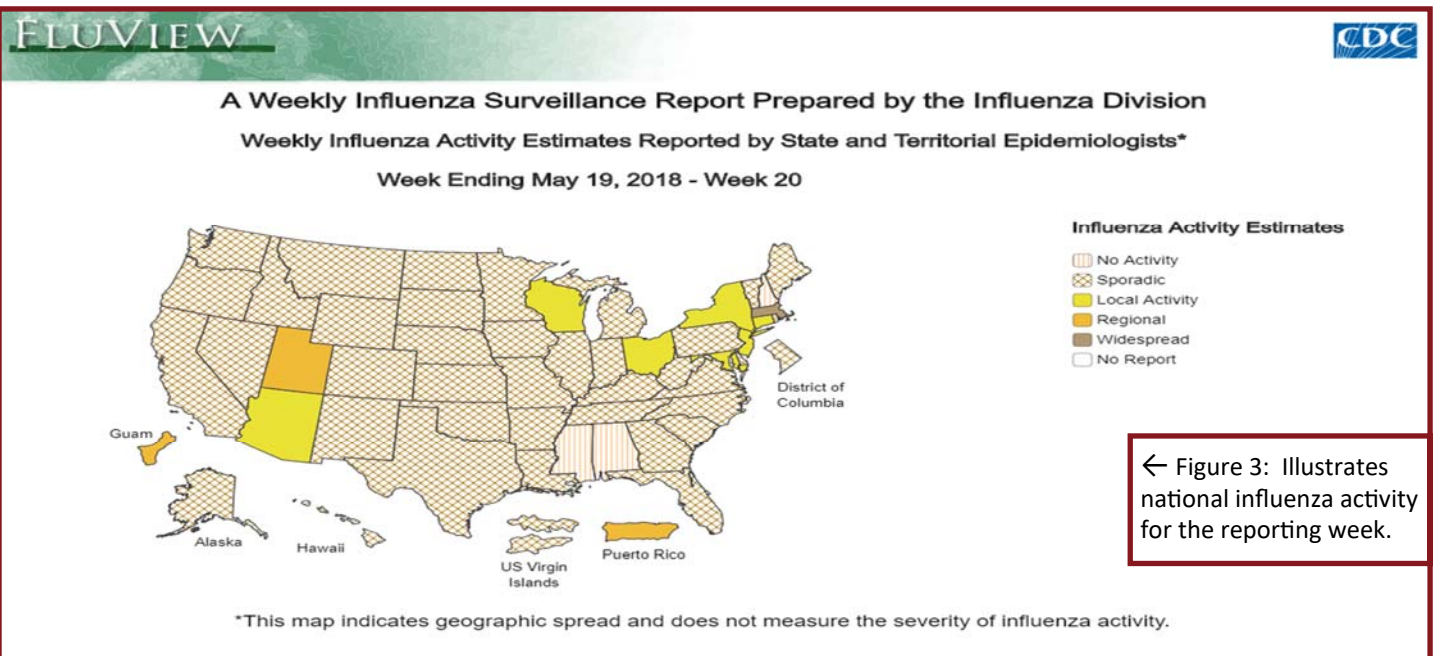 FLUVIEW
CDC
A Weekly Influenza Surveillance Report Prepared by the Influenza Division
Weekly Influenza Activity Estimates Reported by State and Territorial Epidemiologists*
Week Ending May 19, 2018 - Week 20
Influenza Activity Estimates
No Activity
Sporadic
Local Activity
Regional
Widespread
No Report
District of
Columbia
Guam
Alaska
Hawaii
US Virgin
Islands
Puerto Rico
← Figure 3: Illustrates
national influenza activity
for the reporting week.
*This map indicates geographic spread and does not measure the severity of influenza activity.